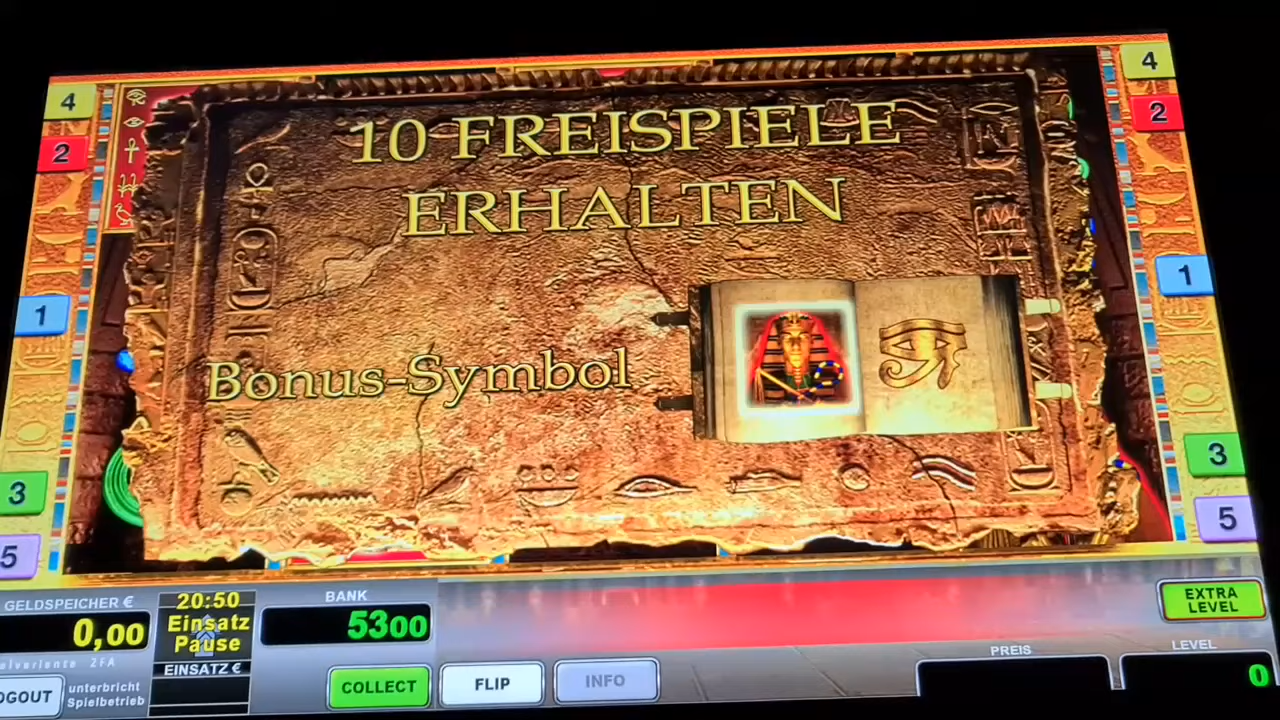 10 FREISPIELE
ERHALTEN
Bonus-Symbol
4
2
1
3
5
4
2
1
3
5
GELDSPEICHER €
0,00
20:50
Einsatz
Pause
EINSATZ €
BANK
5300
2FA
unterbricht
Spielbetrieb
COLLECT
FLIP
INFO
EXTRA
LEVEL
PREIS
LEVEL
0